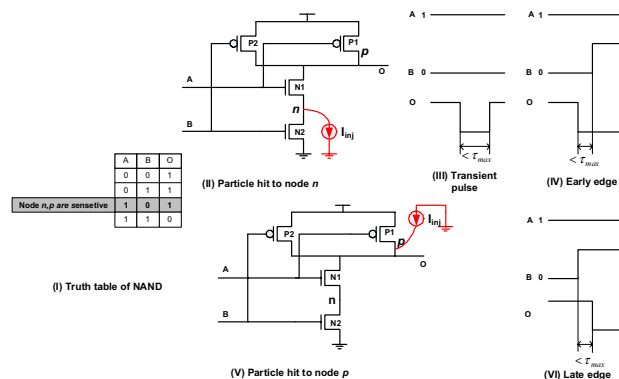 P2
P1
p
O
A
N1
n
B
N2
Iinj
(II) Particle hit to node n
A 1
B 0
O
< τmax
(III) Transient
pulse
A 1
B 0
O
< τmax
(IV) Early edge
A B O
0 0 1
0 1 1
Node n,p are sensetive 1 0 1
1 1 0
(I) Truth table of NAND
Iinj
P2
P1
p
A
O
N1
n
B
N2
(V) Particle hit to node p
A 1
B 0
O
< τmax
(VI) Late edge